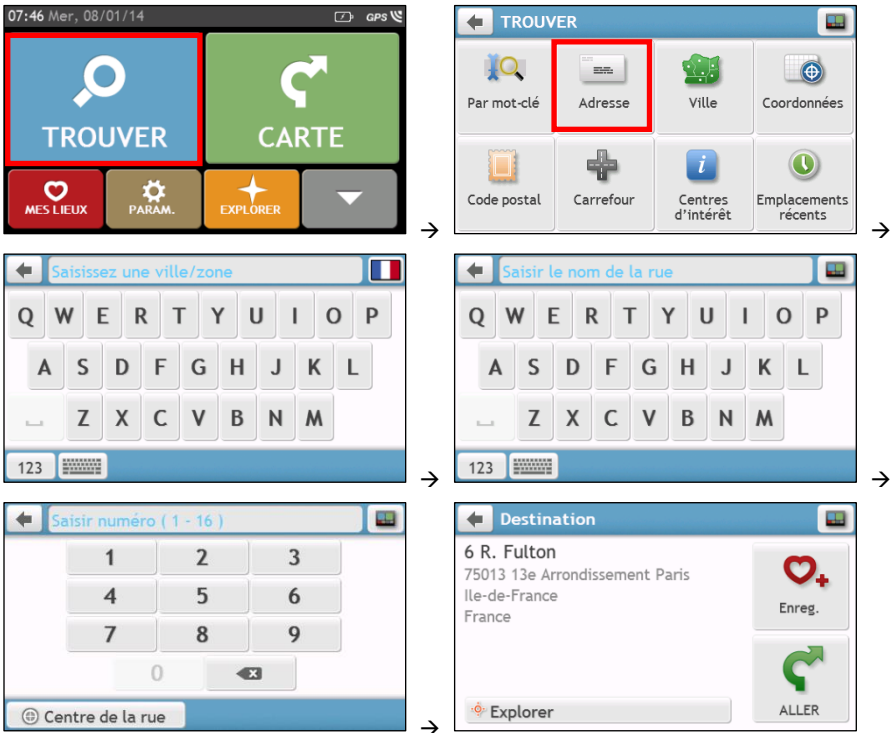 07:46 Mer, 08/01/14 GPS
TROUVER
CARTE
MES LIEUX
PARAM.
EXPLORER
→
TROUVER
Par mot-clé
Adresse
Ville
Coordonnées
Code postal
Carrefour
Centres d'intérêt
Emplacements récents
→
Saisissez une ville/zone
Q W E R T Y U I O P
A S D F G H J K L
Z X C V B N M
123
→
Saisir le nom de la rue
Q W E R T Y U I O P
A S D F G H J K L
Z X C V B N M
123
→
Saisir numéro ( 1 - 16 )
1 2 3
4 5 6
7 8 9
0
Centre de la rue
→
Destination
6 R. Fulton
75013 13e Arrondissement Paris
Ile-de-France
France
Enreg.
Explorer
ALLER
→